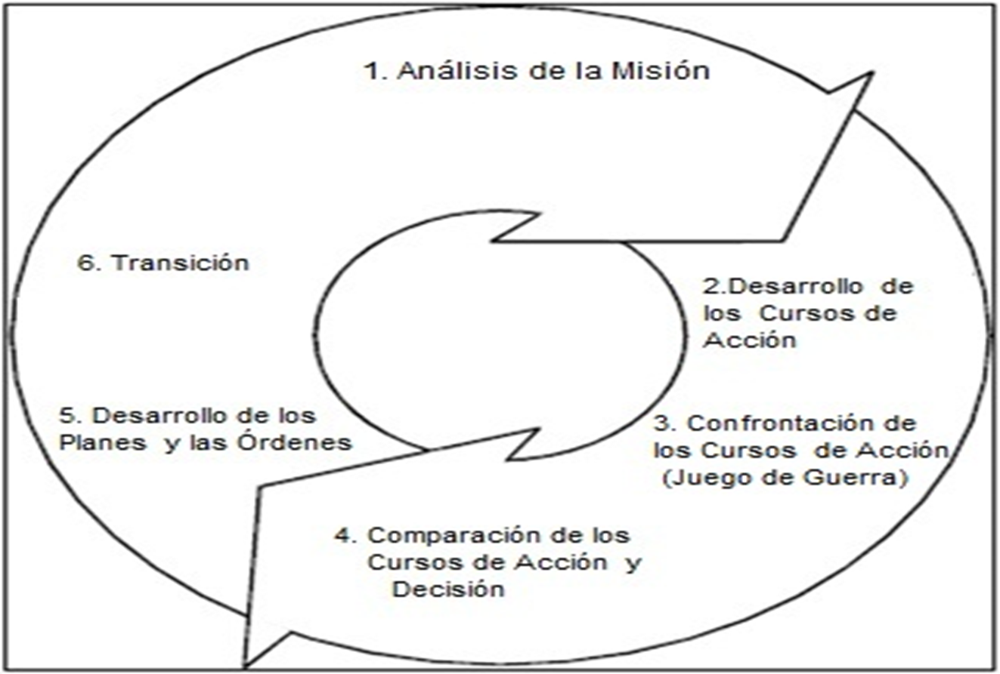 1. Análisis de la Misión
2.Desarrollo de
los Cursos de
Acción
3. Confrontación de
los Cursos de Acción
(Juego de Guerra)
4. Comparación de los
Cursos de Acción y
Decisión
5. Desarrollo de los
Planes y las Órdenes
6. Transición